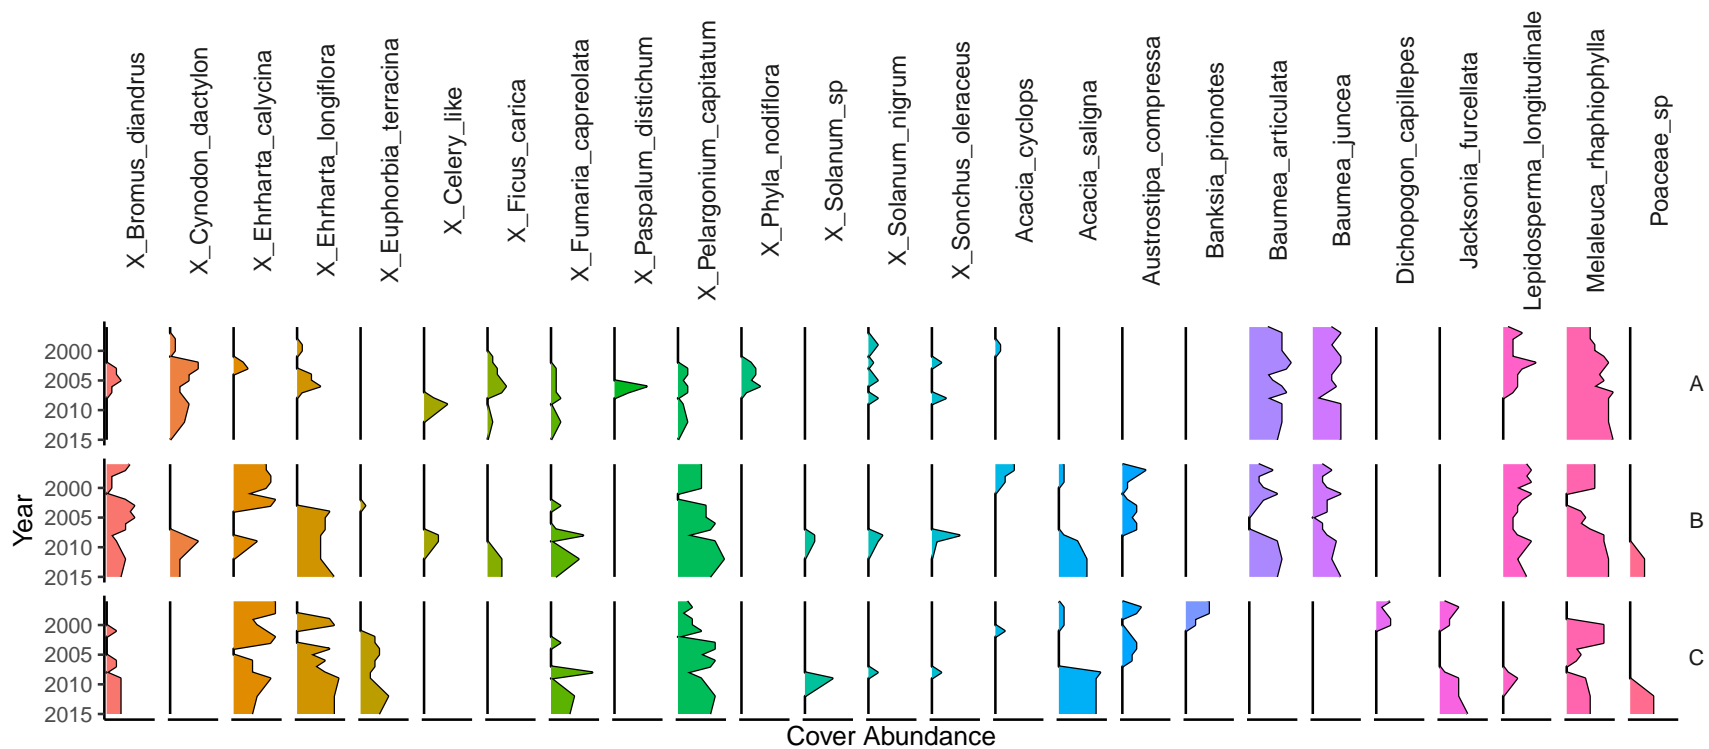 X_Bromus_diandrus
X_Cynodon_dactylon
X_Ehrharta_calycina
X_Ehrharta_longiflora
X_Euphorbia_terracina
X_Celery_like
X_Ficus_carica
X_Fumaria_capreolata
X_Paspalum_distichum
X_Pelargonium_capitatum
X_Phyla_nodiflora
X_Solanum_sp
X_Solanum_nigrum
X_Sonchus_oleraceus
Acacia_cyclops
Acacia_saligna
Austrostipa_compressa
Banksia_prionotes
Baumea_articulata
Baumea_juncea
Dichopogon_capillepes
Jacksonia_furcellata
Lepidosperma_longitudinale
Melaleuca_rhaphiophylla
Poaceae_sp
2000
2005
2010
2015
A
2000
2005
2010
2015
B
2000
2005
2010
2015
C
Year
Cover Abundance